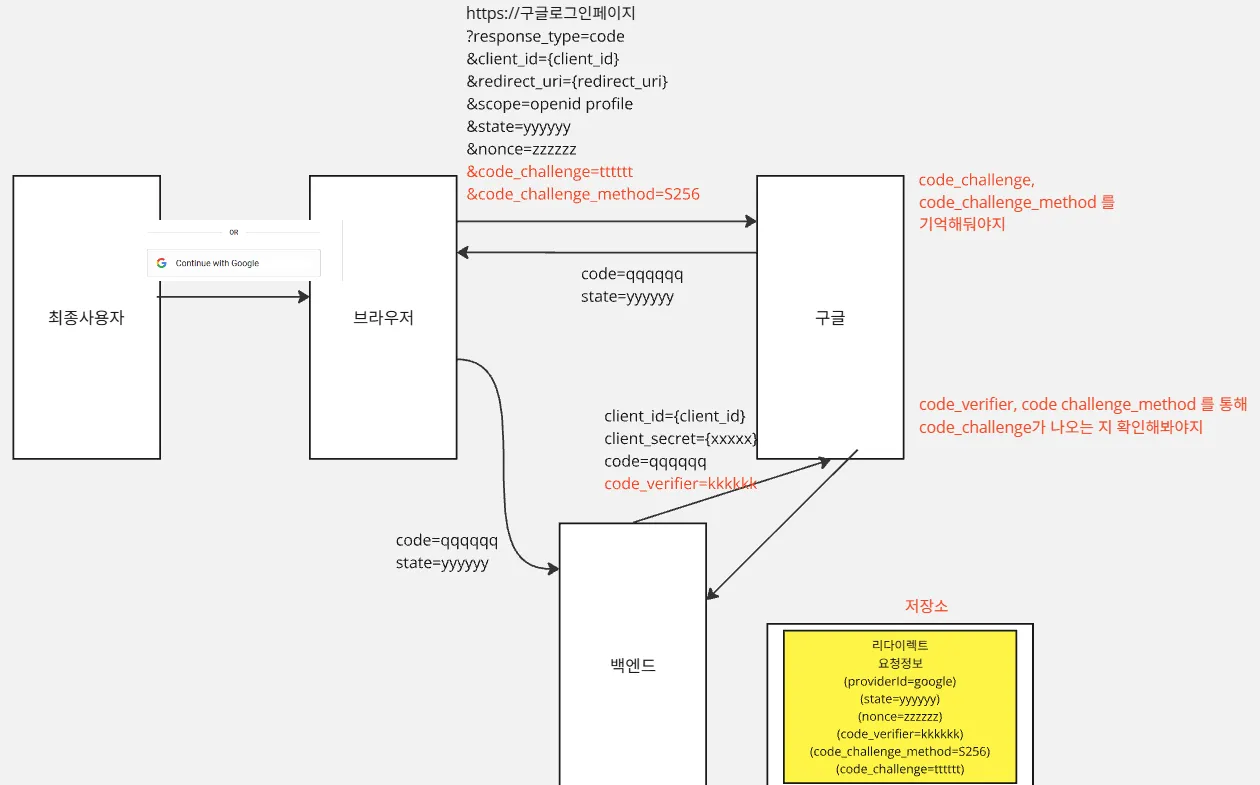 https://구글로그인페이지
?response_type=code
&client_id={client_id}
&redirect_uri={redirect_uri}
&scope=openid profile
&state=yyyyyy
&nonce=zzzzzz
&code_challenge=tttttt
&code_challenge_method=S256
code_challenge,
code_challenge_method 를
기억해둬야지
OR
Continue with Google
code=qqqqqq
state=yyyyyy
최종사용자
브라우저
구글
code_verifier, code challenge_method 를 통해
code_challenge가 나오는 지 확인해봐야지
client_id={client_id}
client_secret={xxxxx}
code=qqqqqq
code_verifier=kkkkkk
code=qqqqqq
state=yyyyyy
백엔드
저장소
리다이렉트
요청정보
(providerId=google)
(state=yyyyyy)
(nonce=zzzzzz)
(code_verifier=kkkkkk)
(code_challenge_method=S256)
(code_challenge=tttttt)